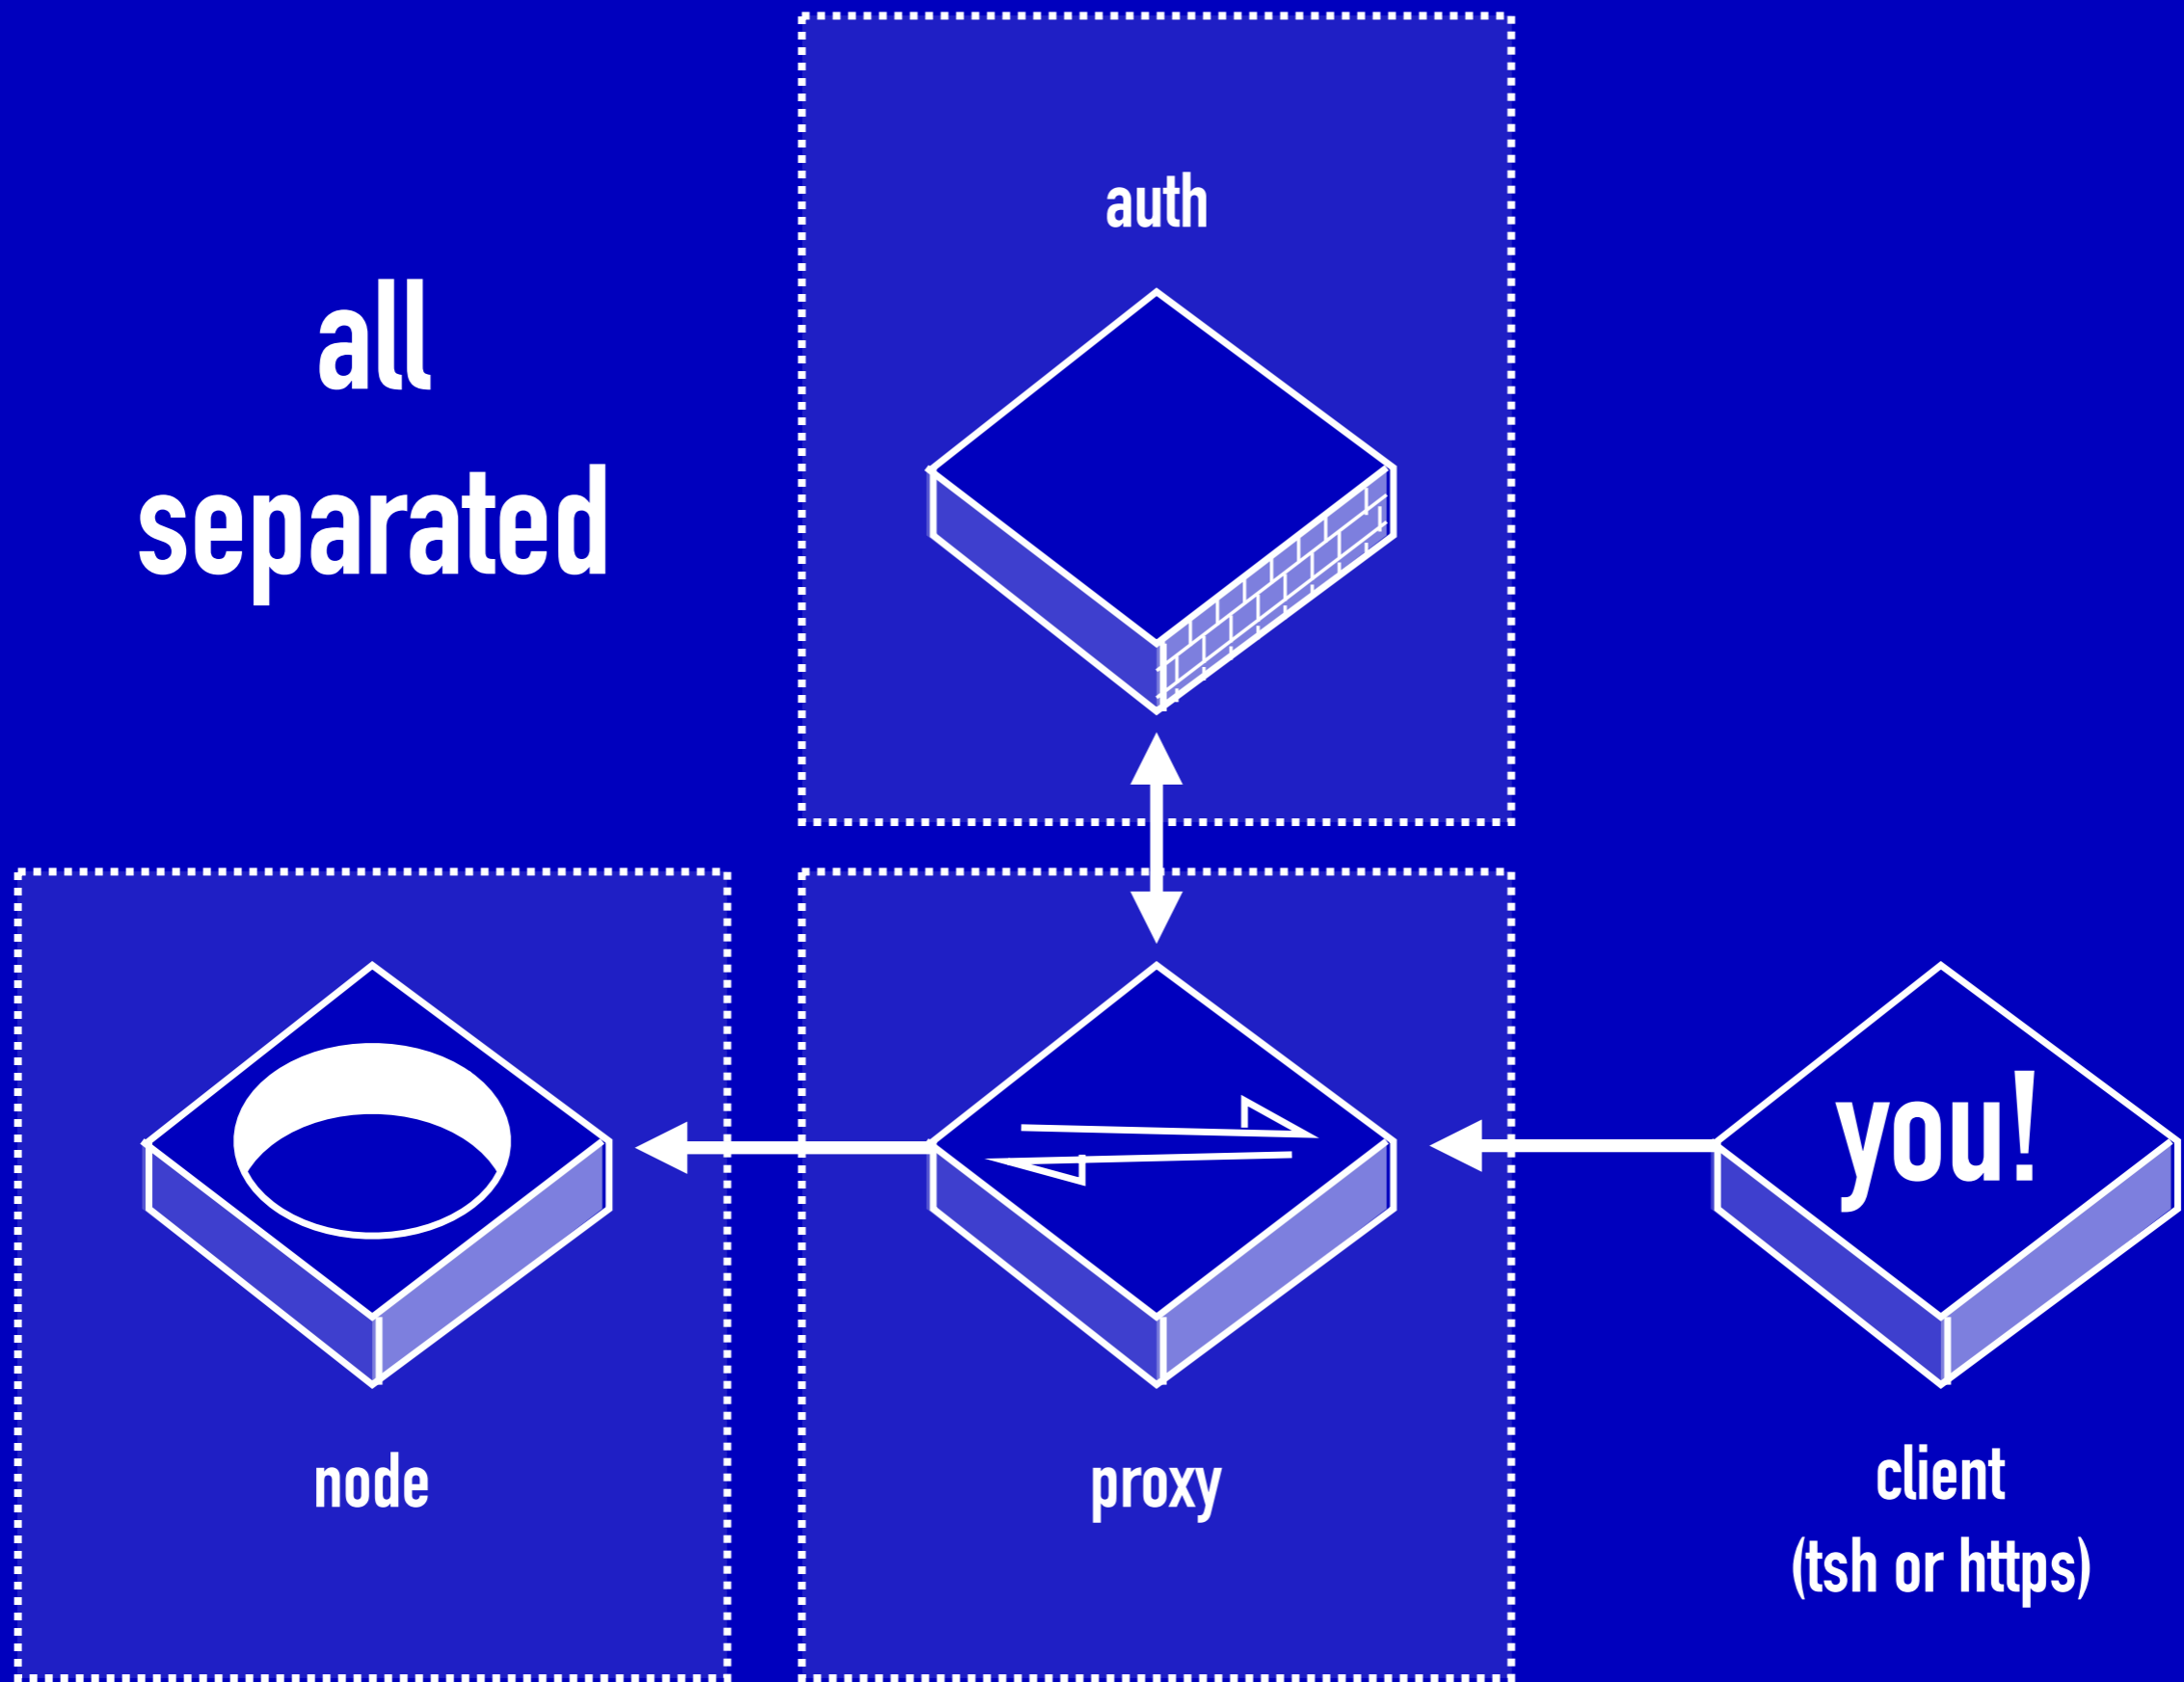 all
separated
auth
you!
node
proxy
client
(tsh or https)